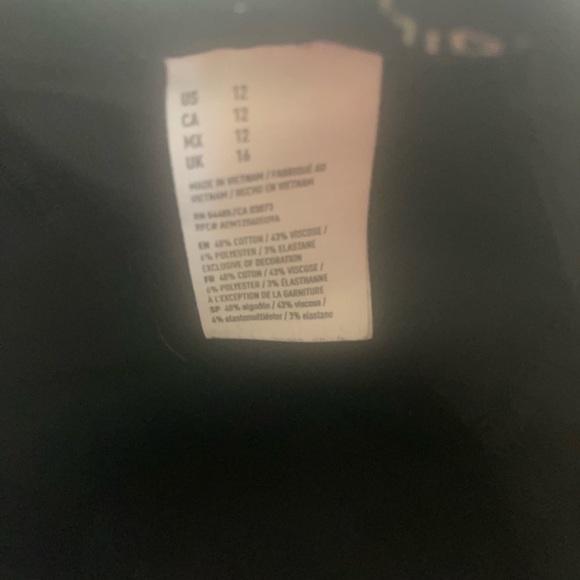 US 12
CA 12
MX 12
UK 16
MADE IN VIETNAM / FABRIQUÉ AU
VIETNAM / HECHO EN VIETNAM
RN 54485/CA
RFC#
EN 48% COTTON / 43% VISCOSE /
6% POLYESTER / 3% ELASTANE
EXCLUSIVE OF DECORATION
FR 48% COTON / 43% VISCOSE /
6% POLYESTER / 3% ÉLASTHANNE
À L'EXCEPTION DE LA GARNITURE
SP 48% algodón / 43% viscosa /
6% elastomultiéster / 3% elastano